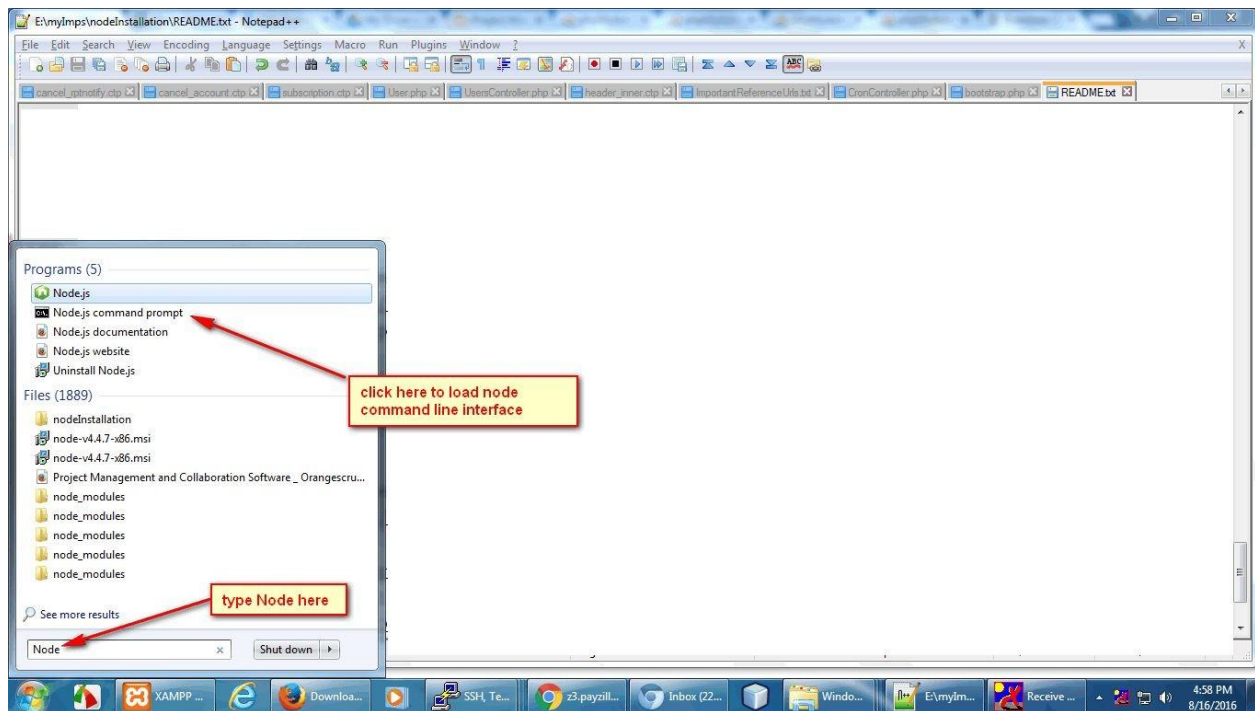 E:\myImps\nodeInstallation\README.txt - Notepad++
File Edit Search View Encoding Language Settings Macro Run Plugins Window ?
X
ABC
cancel_rptnotify.ctp cancel_account.ctp subscription.ctp User.php UsersController.php header_inner.ctp ImportantReferenceUrls.txt CronController.php bootstrap.php README.txt
Programs (5)
Node.js
Node.js command prompt
Node.js documentation
Node.js website
Uninstall Node.js
click here to load node
command line interface
Files (1889)
nodeInstallation
node-v4.4.7-x86.msi
node-v4.4.7-x86.msi
Project Management and Collaboration Software _ Orangescru...
node_modules
node_modules
node_modules
node_modules
node_modules
type Node here
See more results
Node
Shut down
XAMPP ... Downloa... SSH, Te... z3.payzill... Inbox (22... Windo... E:\myIm... Receive ... 4:58 PM
8/16/2016